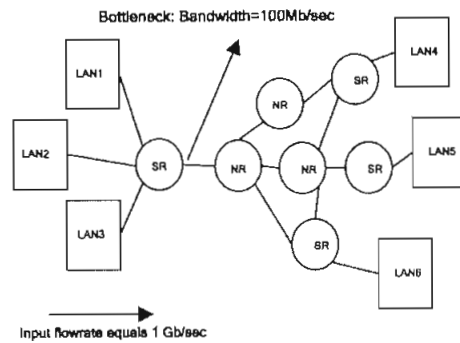 Bottleneck: Bandwidth=100Mb/sec
LAN1
LAN4
SR
NR
LAN2
LAN5
SR
NR
NR
SR
LAN3
SR
LAN6
Input flowrate equals 1 Gb/sec